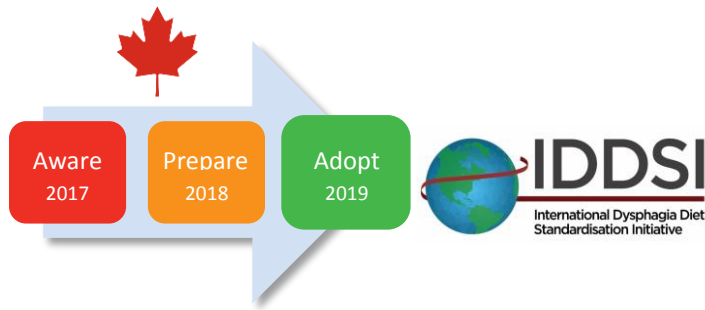 Aware
2017
Prepare
2018
Adopt
2019
IDDSI
International Dysphagia Diet
Standardisation Initiative